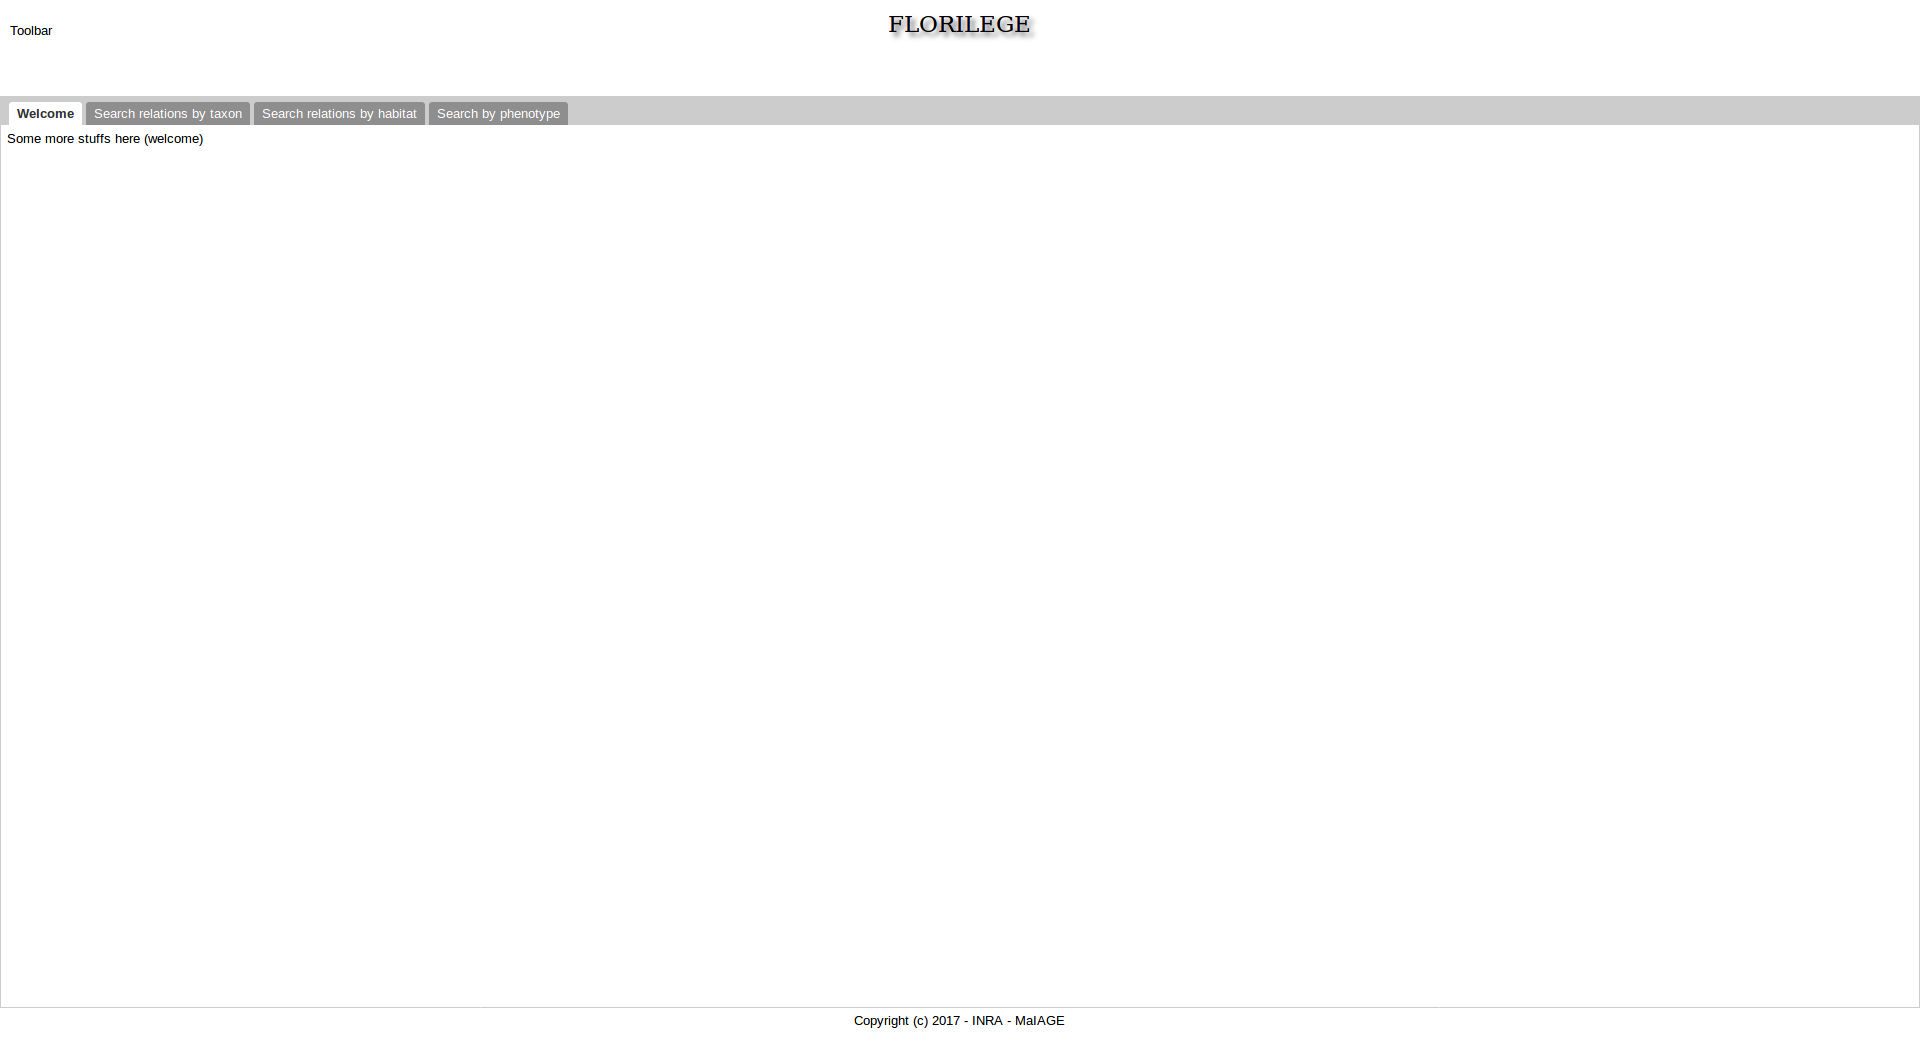 FLORILEGE
Toolbar
Welcome Search relations by taxon Search relations by habitat Search by phenotype
Some more stuffs here (welcome)
Copyright (c) 2017 - INRA - MaIAGE